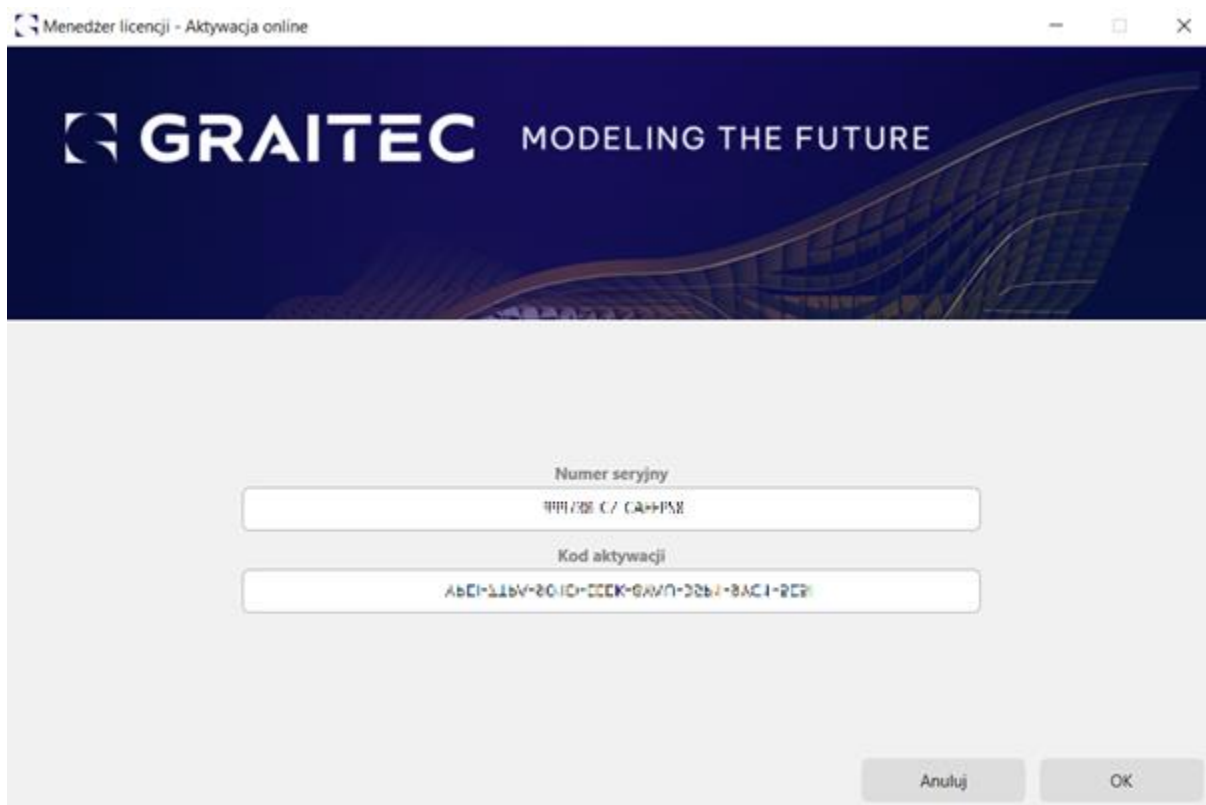 Menedżer licencji - Aktywacja online
GRAITEC MODELING THE FUTURE
Numer seryjny
Kod aktywacji
Anuluj OK